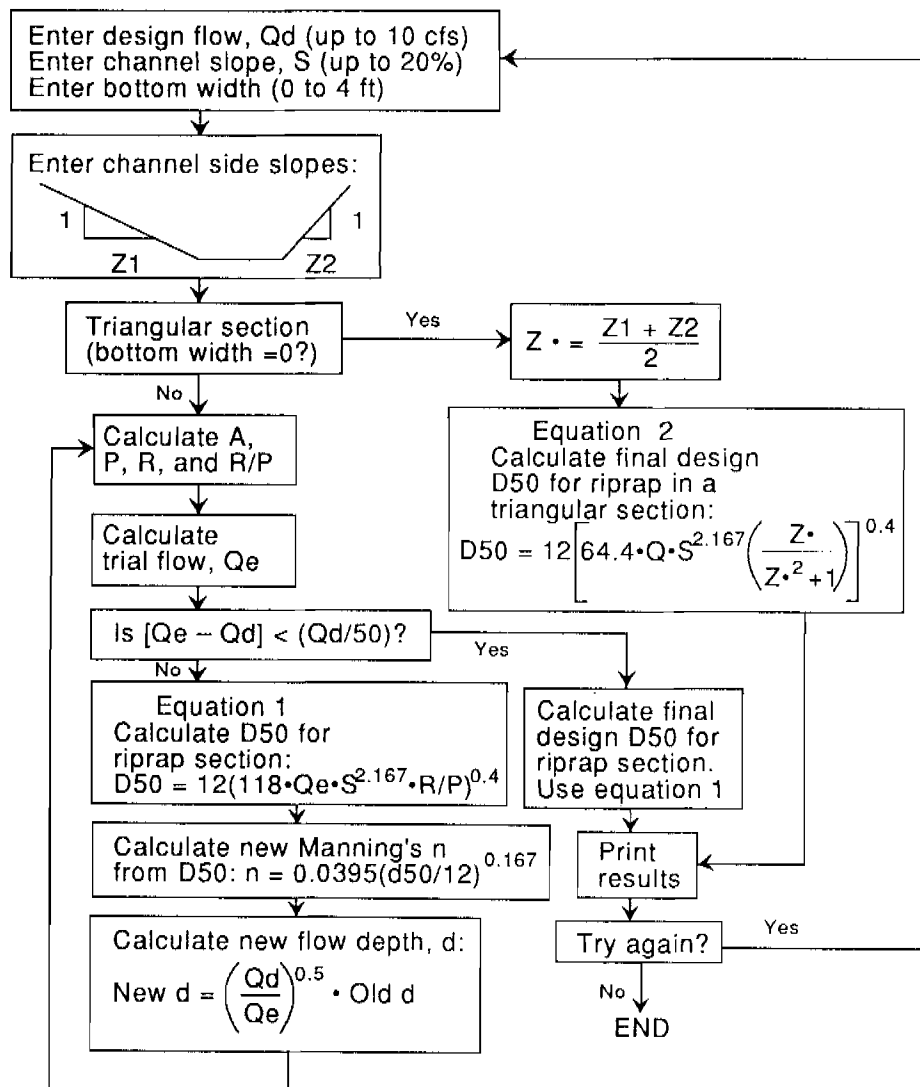 Enter design flow, Qd (up to 10 cfs)
Enter channel slope, S (up to 20%)
Enter bottom width (0 to 4 ft)
Enter channel side slopes:
1
1
Z1
Z2
Triangular section
(bottom width =0?)
Yes
Z • = (Z1 + Z2)/2
No
Calculate A,
P, R, and R/P
Equation 2
Calculate final design
D50 for riprap in a
triangular section:
D50 = 12[64.4•Q•S^2.167(Z•/(Z•^2+1))]^0.4
Calculate
trial flow, Qe
Is [Qe – Qd] < (Qd/50)?
Yes
No
Equation 1
Calculate D50 for
riprap section:
D50 = 12(118•Qe•S^2.167•R/P)^0.4
Calculate final
design D50 for
riprap section.
Use equation 1
Calculate new Manning's n
from D50: n = 0.0395(d50/12)^0.167
Print
results
Calculate new flow depth, d:
New d = (Qd/Qe)^0.5 • Old d
Try again?
Yes
No
END